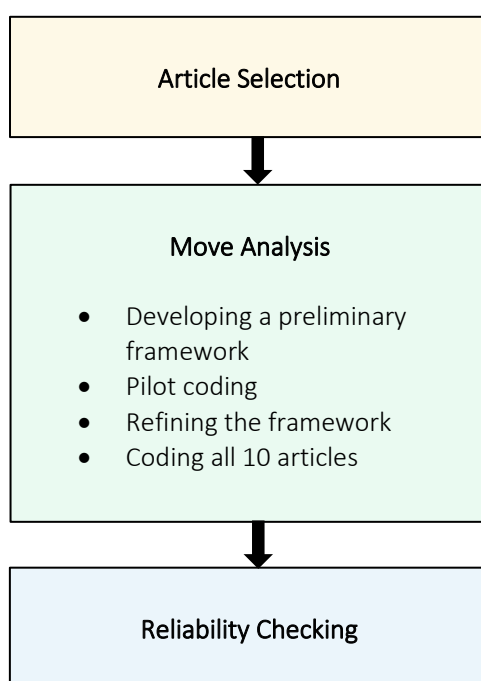 Article Selection
Move Analysis
• Developing a preliminary
framework
• Pilot coding
• Refining the framework
• Coding all 10 articles
Reliability Checking